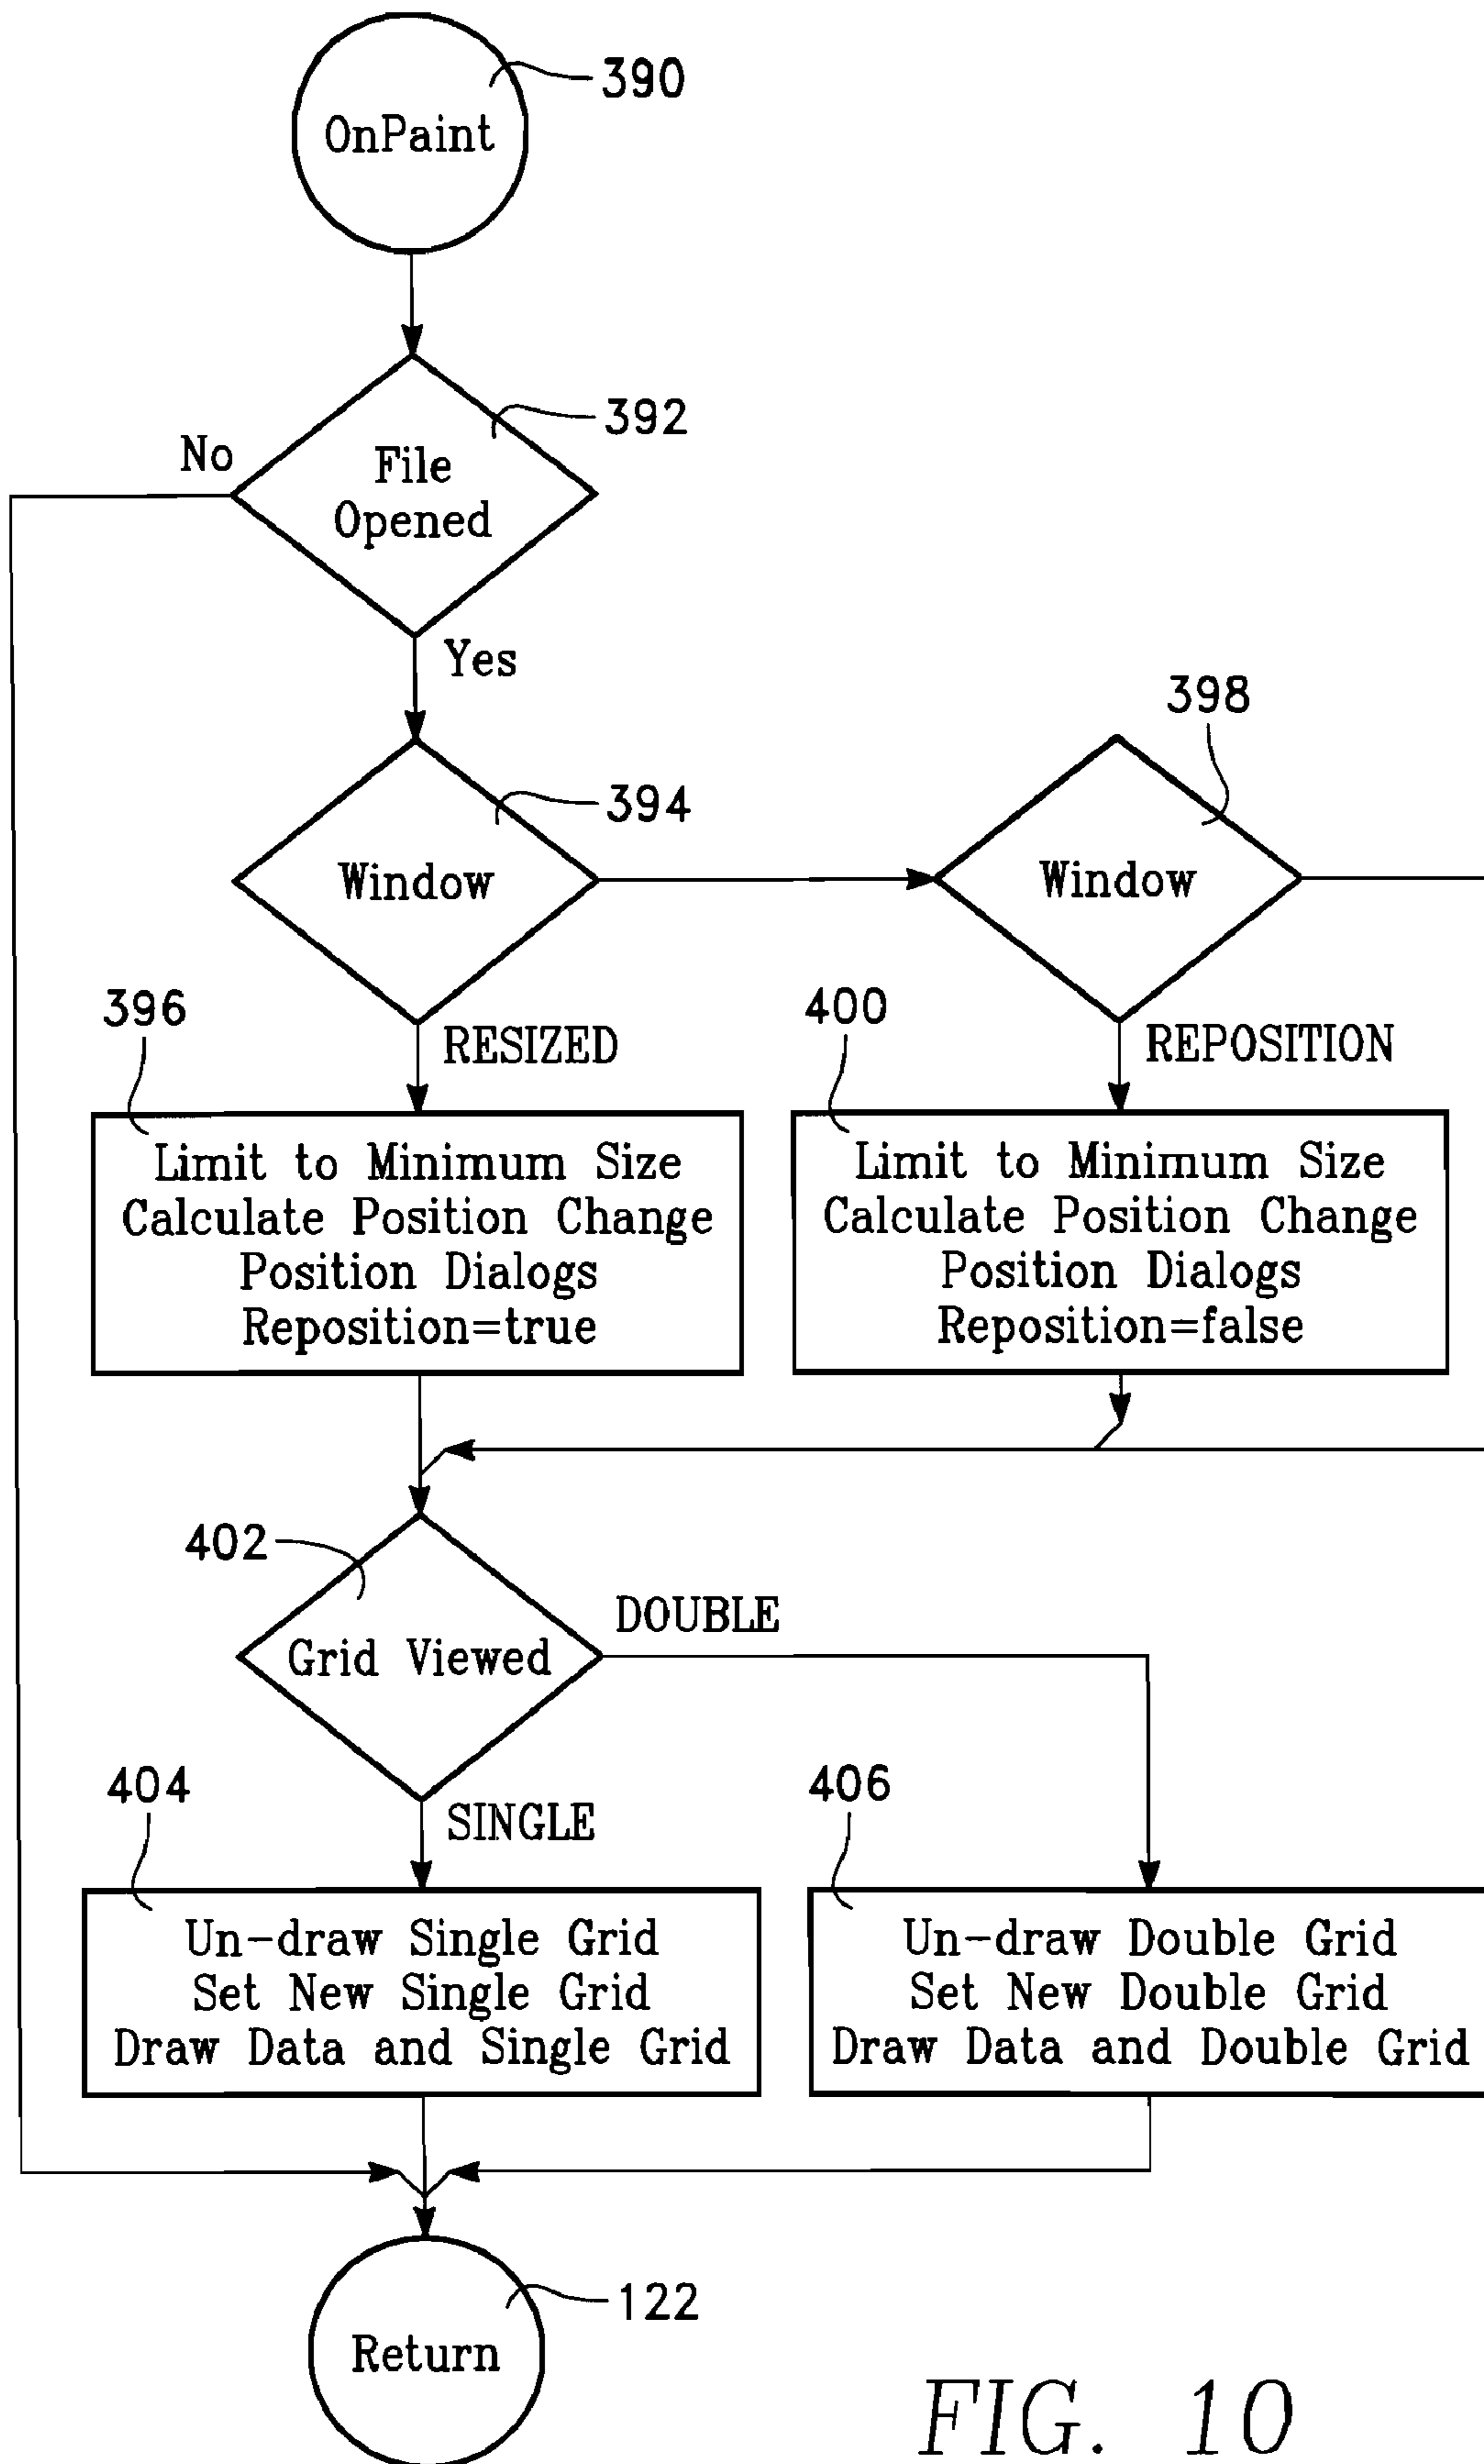 390
OnPaint
392
No
File
Opened
Yes
398
394
Window
Window
396
RESIZED
400
REPOSITION
Limit to Minimum Size
Calculate Position Change
Position Dialogs
Reposition=true
Limit to Minimum Size
Calculate Position Change
Position Dialogs
Reposition=false
402
DOUBLE
Grid Viewed
404
SINGLE
406
Un-draw Single Grid
Set New Single Grid
Draw Data and Single Grid
Un-draw Double Grid
Set New Double Grid
Draw Data and Double Grid
122
Return
FIG. 10